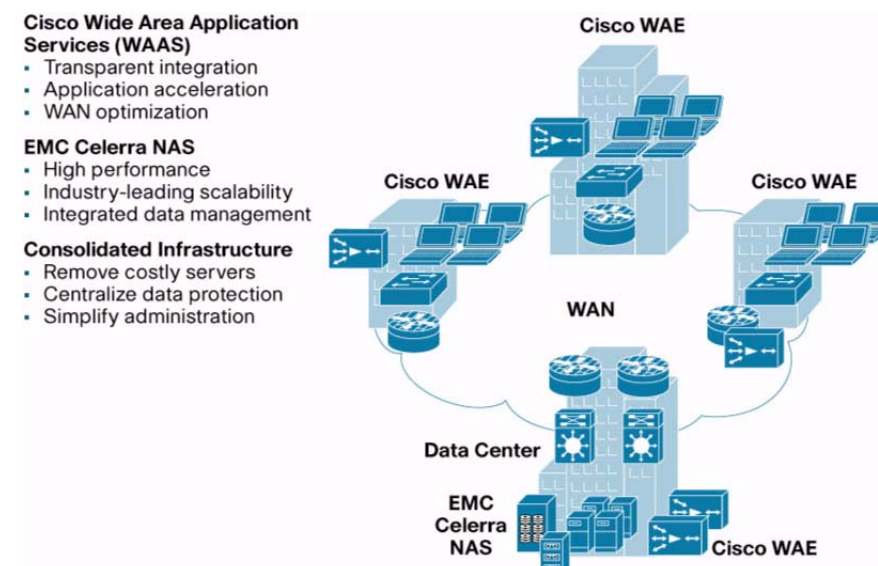 Cisco Wide Area Application
Services (WAAS)
▪ Transparent integration
▪ Application acceleration
▪ WAN optimization
EMC Celerra NAS
▪ High performance
▪ Industry-leading scalability
▪ Integrated data management
Consolidated Infrastructure
▪ Remove costly servers
▪ Centralize data protection
▪ Simplify administration
Cisco WAE
Cisco WAE
Cisco WAE
WAN
Data Center
EMC
Celerra
NAS
Cisco WAE